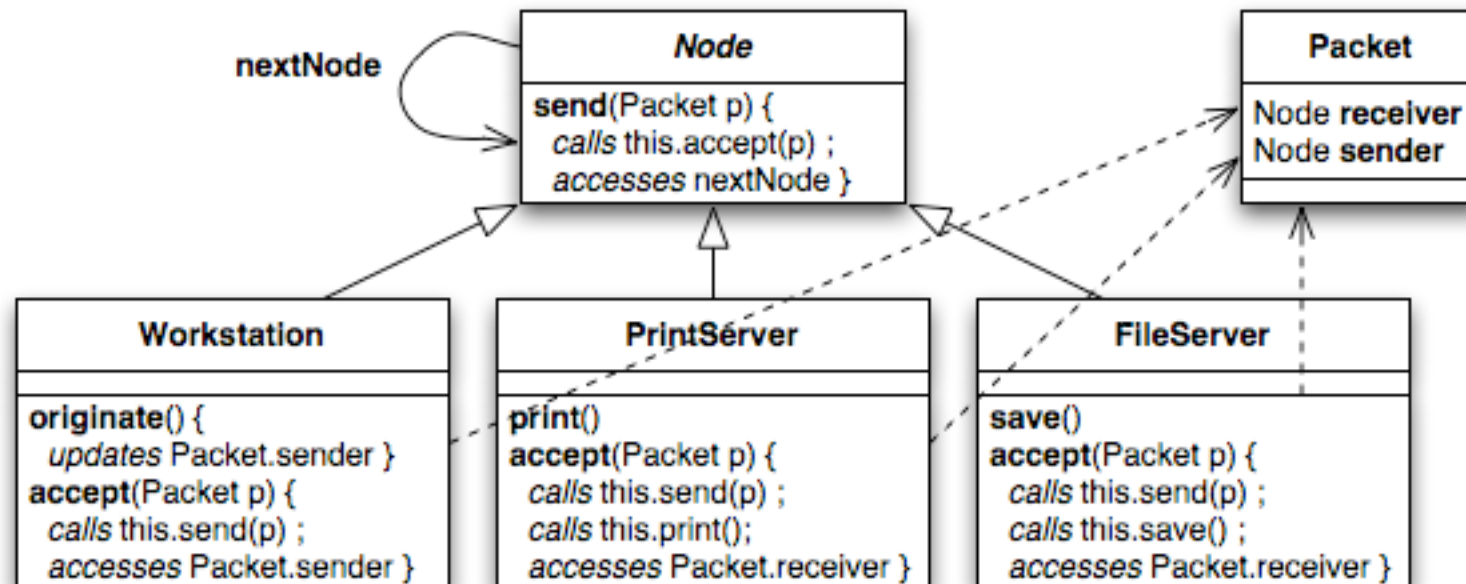 nextNode
Node
send(Packet p) {
calls this.accept(p) ;
accesses nextNode }
Packet
Node receiver
Node sender
Workstation
originate() {
updates Packet.sender }
accept(Packet p) {
calls this.send(p) ;
accesses Packet.sender }
PrintServer
print()
accept(Packet p) {
calls this.send(p) ;
calls this.print();
accesses Packet.receiver }
FileServer
save()
accept(Packet p) {
calls this.send(p) ;
calls this.save() ;
accesses Packet.receiver }